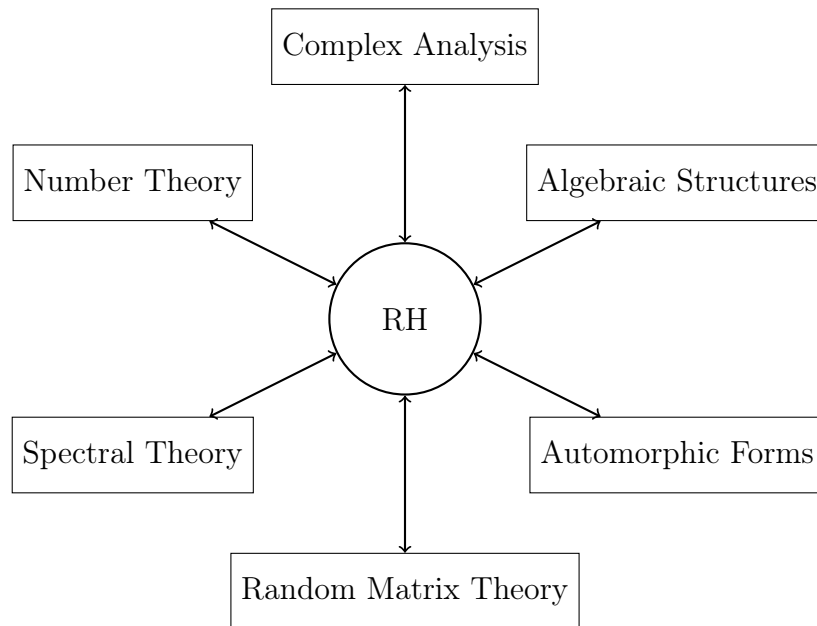 Complex Analysis
Number Theory
Algebraic Structures
RH
Spectral Theory
Automorphic Forms
Random Matrix Theory